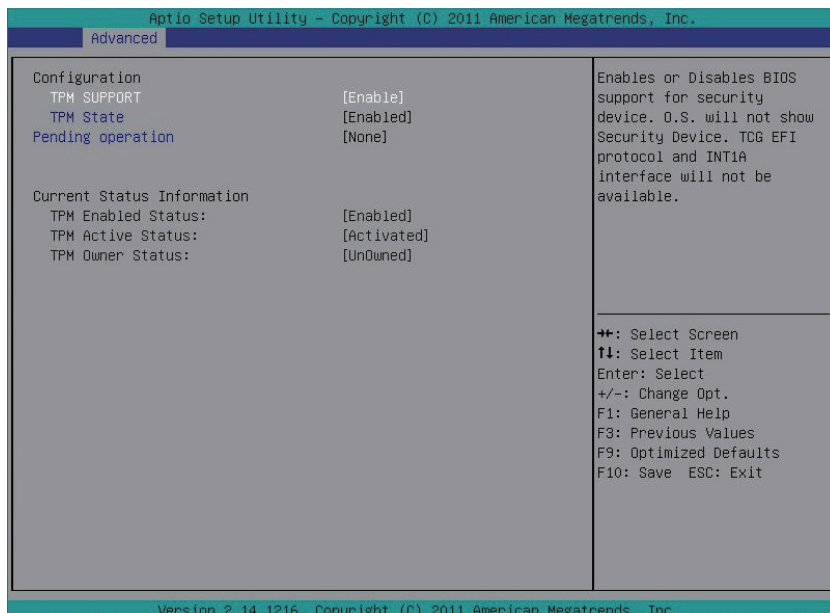 Aptio Setup Utility – Copyright (C) 2011 American Megatrends, Inc.
Advanced
Configuration
TPM SUPPORT [Enable]
TPM State [Enabled]
Pending operation [None]
Current Status Information
TPM Enabled Status: [Enabled]
TPM Active Status: [Activated]
TPM Owner Status: [UnOwned]
Enables or Disables BIOS
support for security
device. O.S. will not show
Security Device. TCG EFI
protocol and INT1A
interface will not be
available.
→←: Select Screen
↑↓: Select Item
Enter: Select
+/-: Change Opt.
F1: General Help
F3: Previous Values
F9: Optimized Defaults
F10: Save ESC: Exit
Version 2.14.1216. Copyright (C) 2011 American Megatrends, Inc.